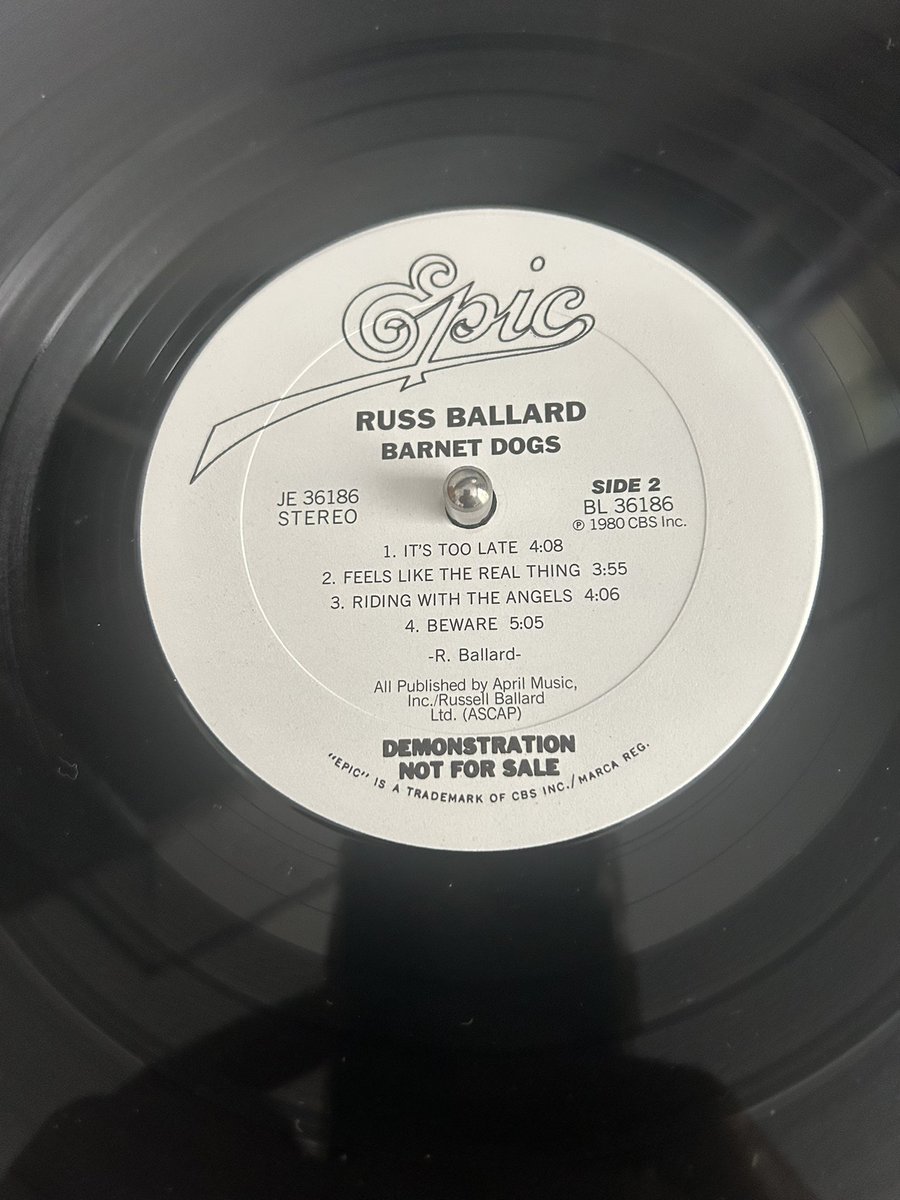 Epic
RUSS BALLARD
BARNET DOGS
JE 36186
STEREO
SIDE 2
BL 36186
℗ 1980 CBS Inc.
1. IT'S TOO LATE 4:08
2. FEELS LIKE THE REAL THING 3:55
3. RIDING WITH THE ANGELS 4:06
4. BEWARE 5:05
-R. Ballard-
All Published by April Music,
Inc./Russell Ballard
Ltd. (ASCAP)
DEMONSTRATION
NOT FOR SALE
"EPIC" IS A TRADEMARK OF CBS INC./MARCA REG.